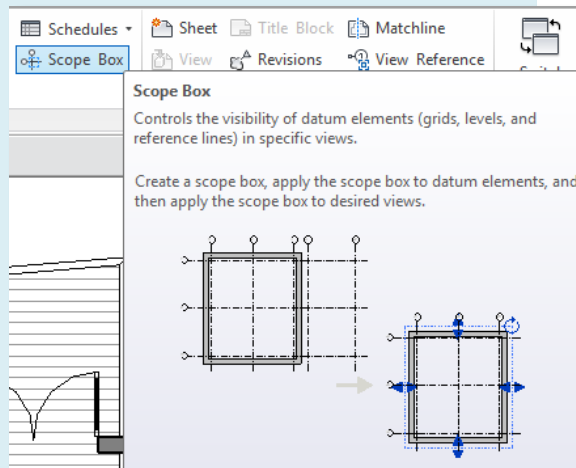 Schedules
Sheet
Title Block
Matchline
Scope Box
View
Revisions
View Reference
Scope Box
Controls the visibility of datum elements (grids, levels, and
reference lines) in specific views.
Create a scope box, apply the scope box to datum elements, and
then apply the scope box to desired views.